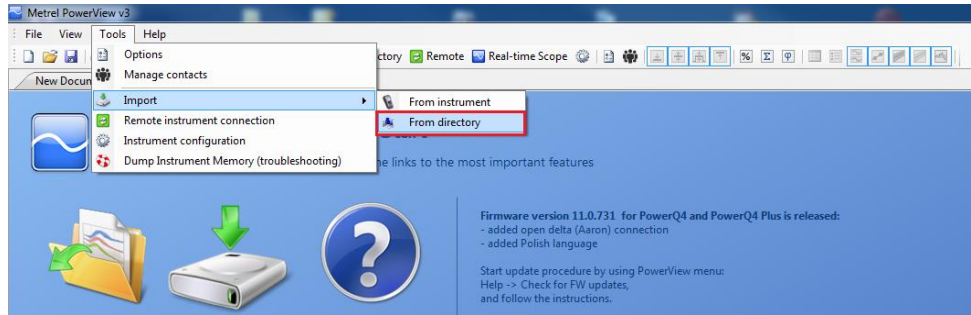 Metrel PowerView v3
File View Tools Help
Options
ctory Remote Real-time Scope
Manage contacts
New Docun
Import
From instrument
From directory
Remote instrument connection
Instrument configuration
Dump Instrument Memory (troubleshooting)
he links to the most important features
Firmware version 11.0.731 for PowerQ4 and PowerQ4 Plus is released:
- added open delta (Aaron) connection
- added Polish language
Start update procedure by using PowerView menu:
Help -> Check for FW updates,
and follow the instructions.